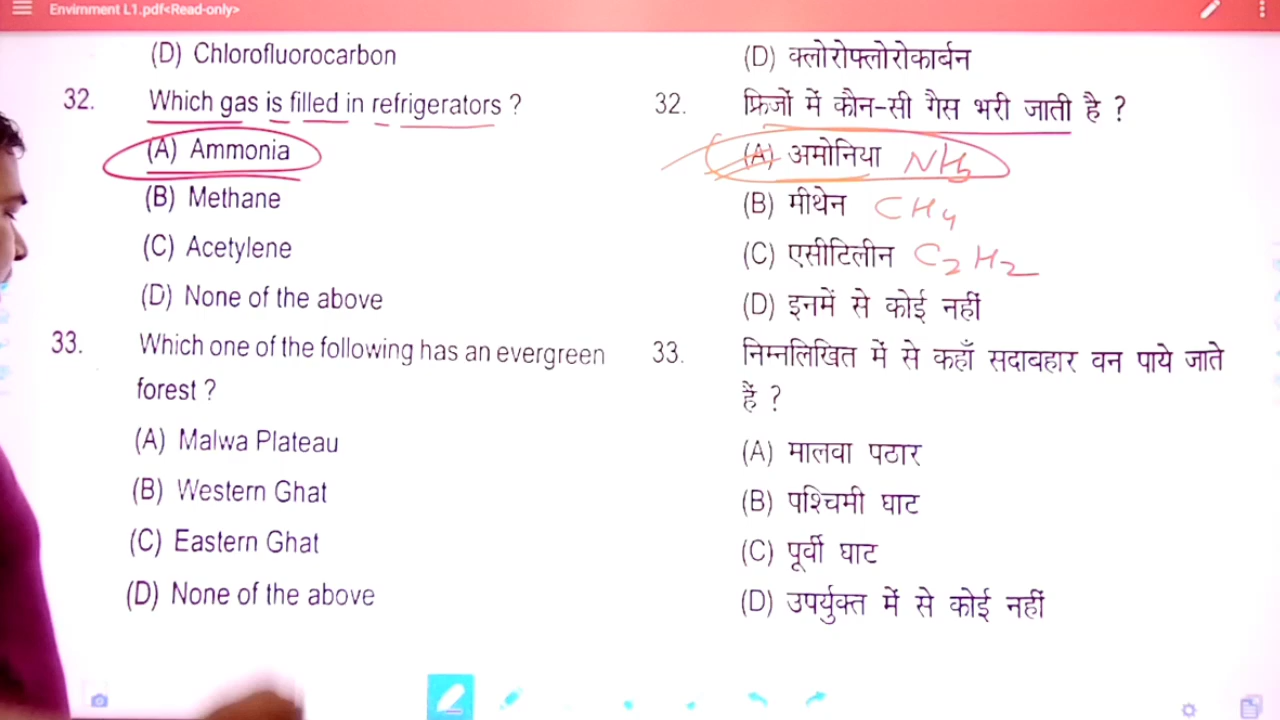 Envirnment L1.pdf<Read-only>
(D) Chlorofluorocarbon
32. Which gas is filled in refrigerators ?
(A) Ammonia
(B) Methane
(C) Acetylene
(D) None of the above
33. Which one of the following has an evergreen
forest ?
(A) Malwa Plateau
(B) Western Ghat
(C) Eastern Ghat
(D) None of the above
(D) क्लोरोफ्लोरोकार्बन
32. फ्रिजों में कौन-सी गैस भरी जाती है ?
(A) अमोनिया NH3
(B) मीथेन CH4
(C) एसीटिलीन C2H2
(D) इनमें से कोई नहीं
33. निम्नलिखित में से कहाँ सदाबहार वन पाये जाते
हैं ?
(A) मालवा पठार
(B) पश्चिमी घाट
(C) पूर्वी घाट
(D) उपर्युक्त में से कोई नहीं